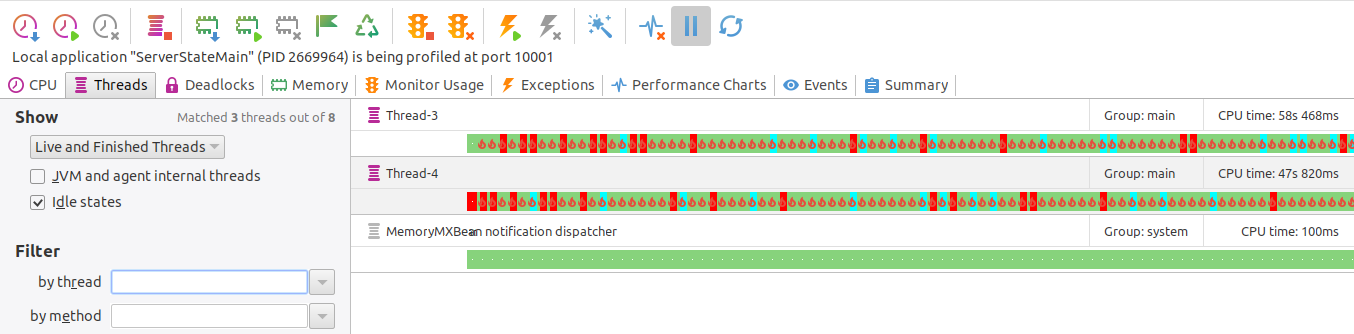 Local application "ServerStateMain" (PID 2669964) is being profiled at port 10001
CPU Threads Deadlocks Memory Monitor Usage Exceptions Performance Charts Events Summary
Show Matched 3 threads out of 8
Live and Finished Threads
JVM and agent internal threads
Idle states
Filter
by thread
by method
Thread-3 Group: main CPU time: 58s 468ms
Thread-4 Group: main CPU time: 47s 820ms
MemoryMXBean notification dispatcher Group: system CPU time: 100ms